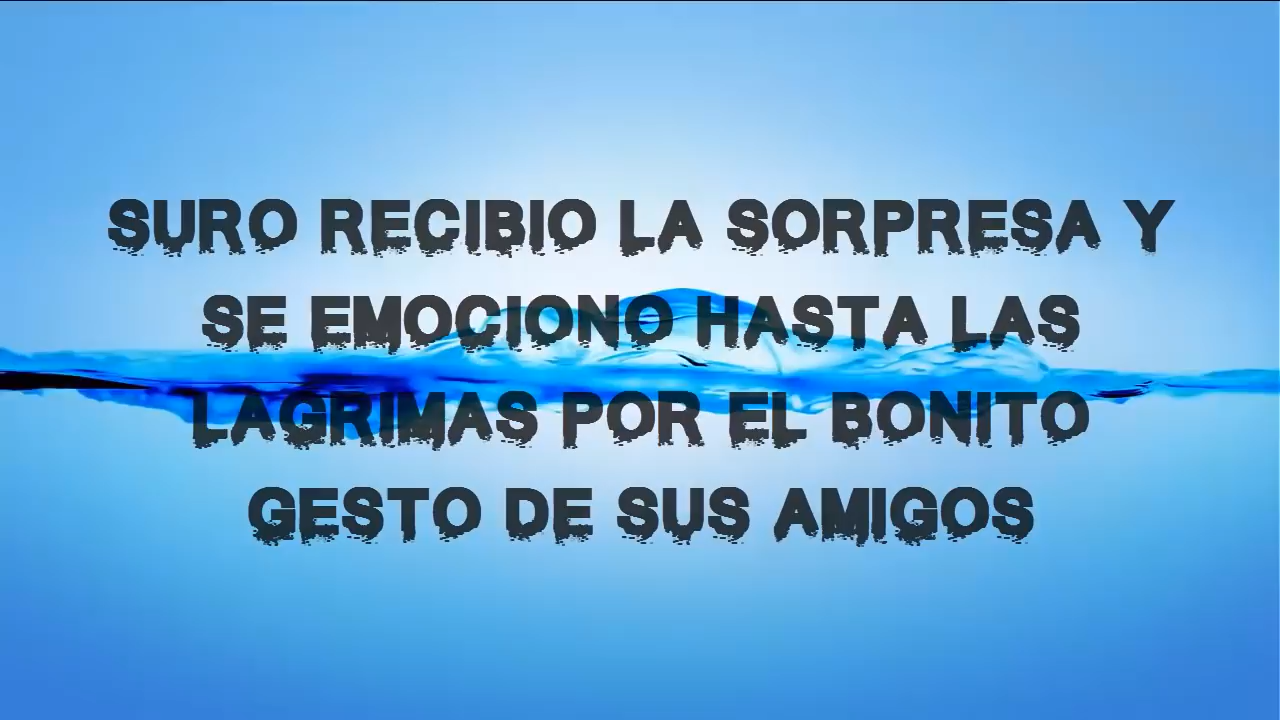 SURO RECIBIO LA SORPRESA Y
SE EMOCIONO HASTA LAS
LAGRIMAS POR EL BONITO
GESTO DE SUS AMIGOS